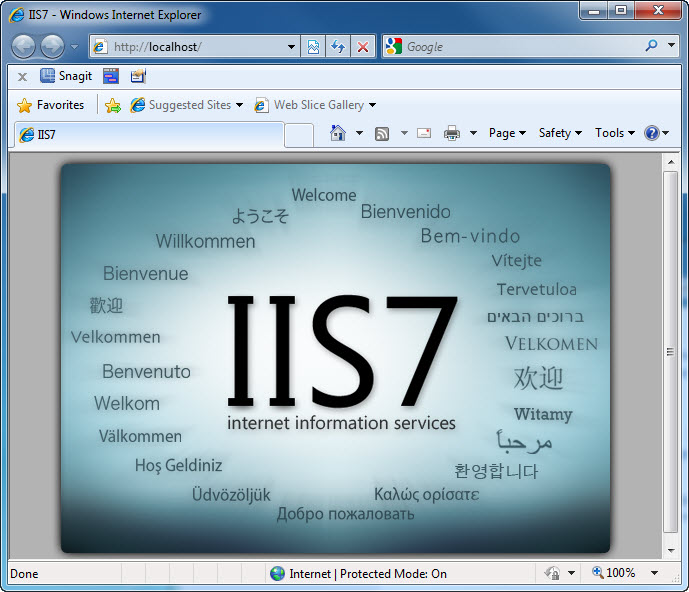 IIS7 - Windows Internet Explorer
http://localhost/
Google
x Snagit
Favorites Suggested Sites Web Slice Gallery
IIS7 Page Safety Tools
Welcome
ようこそ Bienvenido
Willkommen Bem-vindo
Vítejte
Bienvenue
Tervetuloa
歡迎
ברוכים הבאים
Velkommen VELKOMEN
IIS7
Benvenuto 欢迎
Welkom
Witamy
internet information services
Välkommen مرحباً
Hoş Geldiniz 환영합니다
Üdvözöljük Καλώς ορίσατε
Добро пожаловать
Done Internet | Protected Mode: On 100%